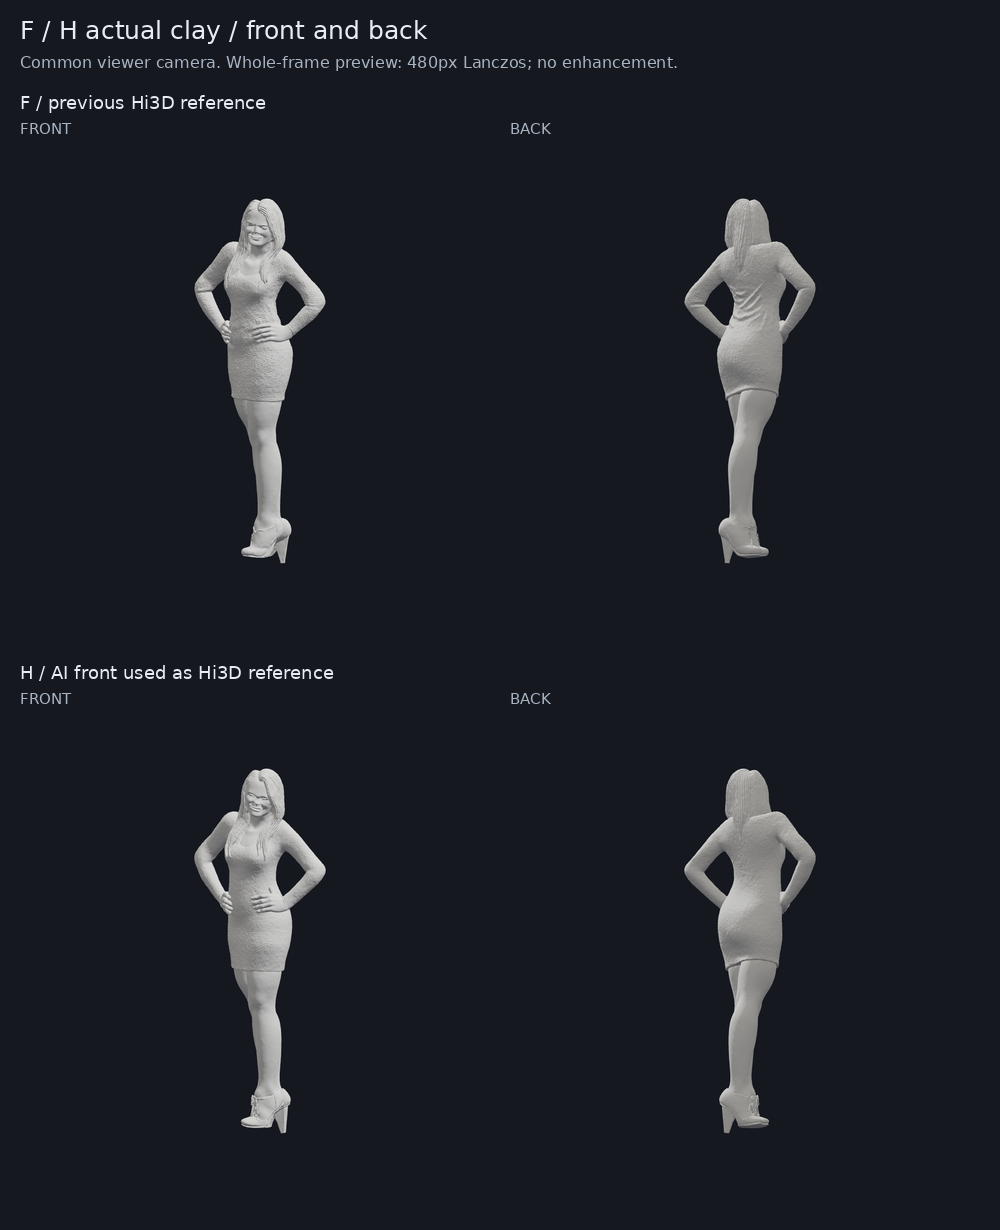 F / H actual clay / front and back
Common viewer camera. Whole-frame preview: 480px Lanczos; no enhancement.
F / previous Hi3D reference
FRONT
BACK
H / AI front used as Hi3D reference
FRONT
BACK